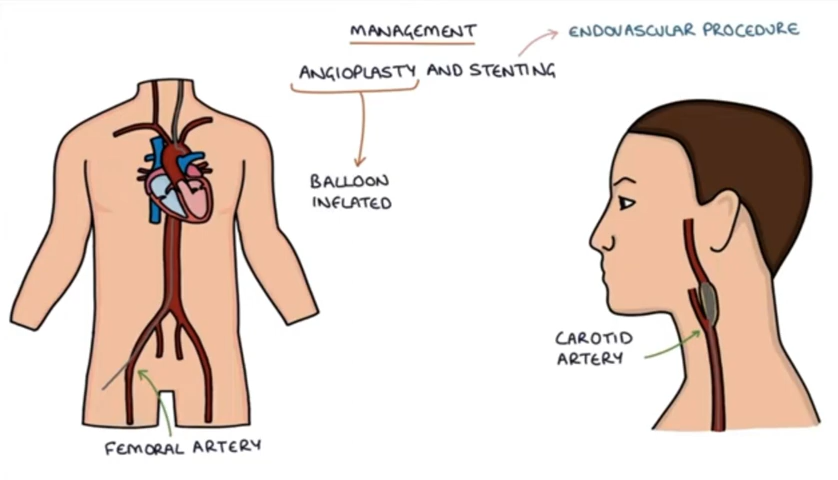 MANAGEMENT
ENDOVASCULAR PROCEDURE
ANGIOPLASTY AND STENTING
BALLOON
INFLATED
CAROTID
ARTERY
FEMORAL ARTERY